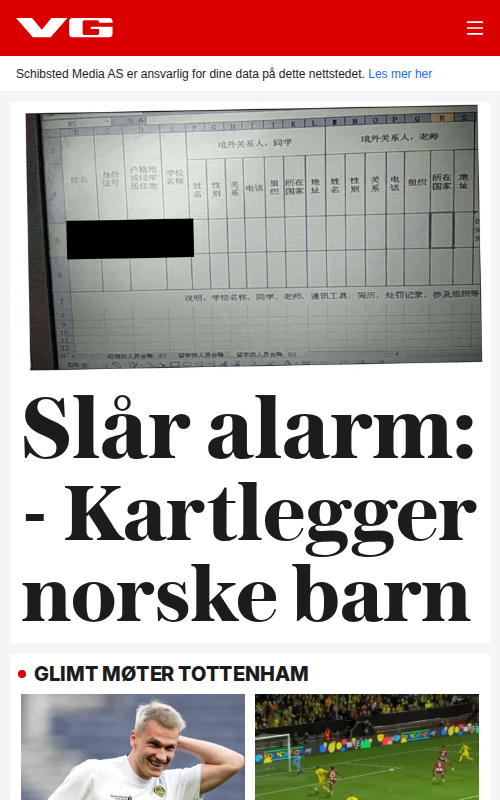 VG
Schibsted Media AS er ansvarlig for dine data på dette nettstedet. Les mer her
境外关系人，同学
境外关系人，老师
姓名
身份证号
户籍地或经常居住地
学校名称
姓名
性别
关系
电话
组织
所在国家
地址
姓名
性别
关系
电话
组织
所在国家
地址
说明，学校名称，同学、老师，通讯工具、简历，处罚记录，涉及组织等
Slår alarm:
- Kartlegger
norske barn
GLIMT MØTER TOTTENHAM